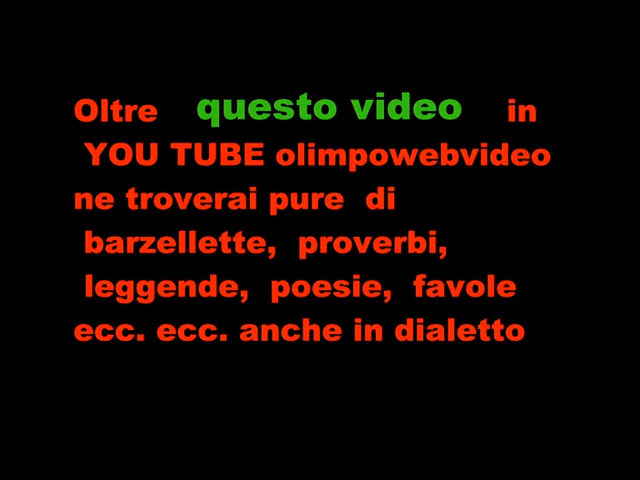 Oltre questo video in
YOU TUBE olimpowebvideo
ne troverai pure di
barzellette, proverbi,
leggende, poesie, favole
ecc. ecc. anche in dialetto